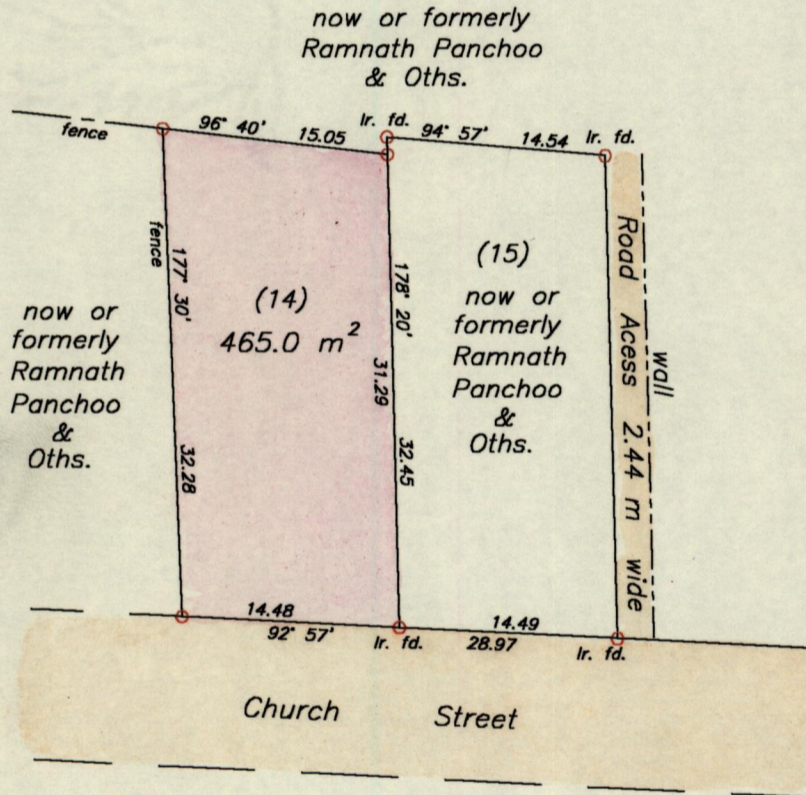 now or formerly
Ramnath Panchoo
& Oths.
fence
96° 40'
15.05
Ir. fd.
94° 57'
14.54
Ir. fd.
fence
177° 30'
32.28
now or
formerly
Ramnath
Panchoo
&
Oths.
(14)
465.0 m²
178° 20'
31.29
32.45
(15)
now or
formerly
Ramnath
Panchoo
&
Oths.
Road Acess 2.44 m wide
wall
14.48
92° 57'
Ir. fd.
14.49
28.97
Ir. fd.
Church Street